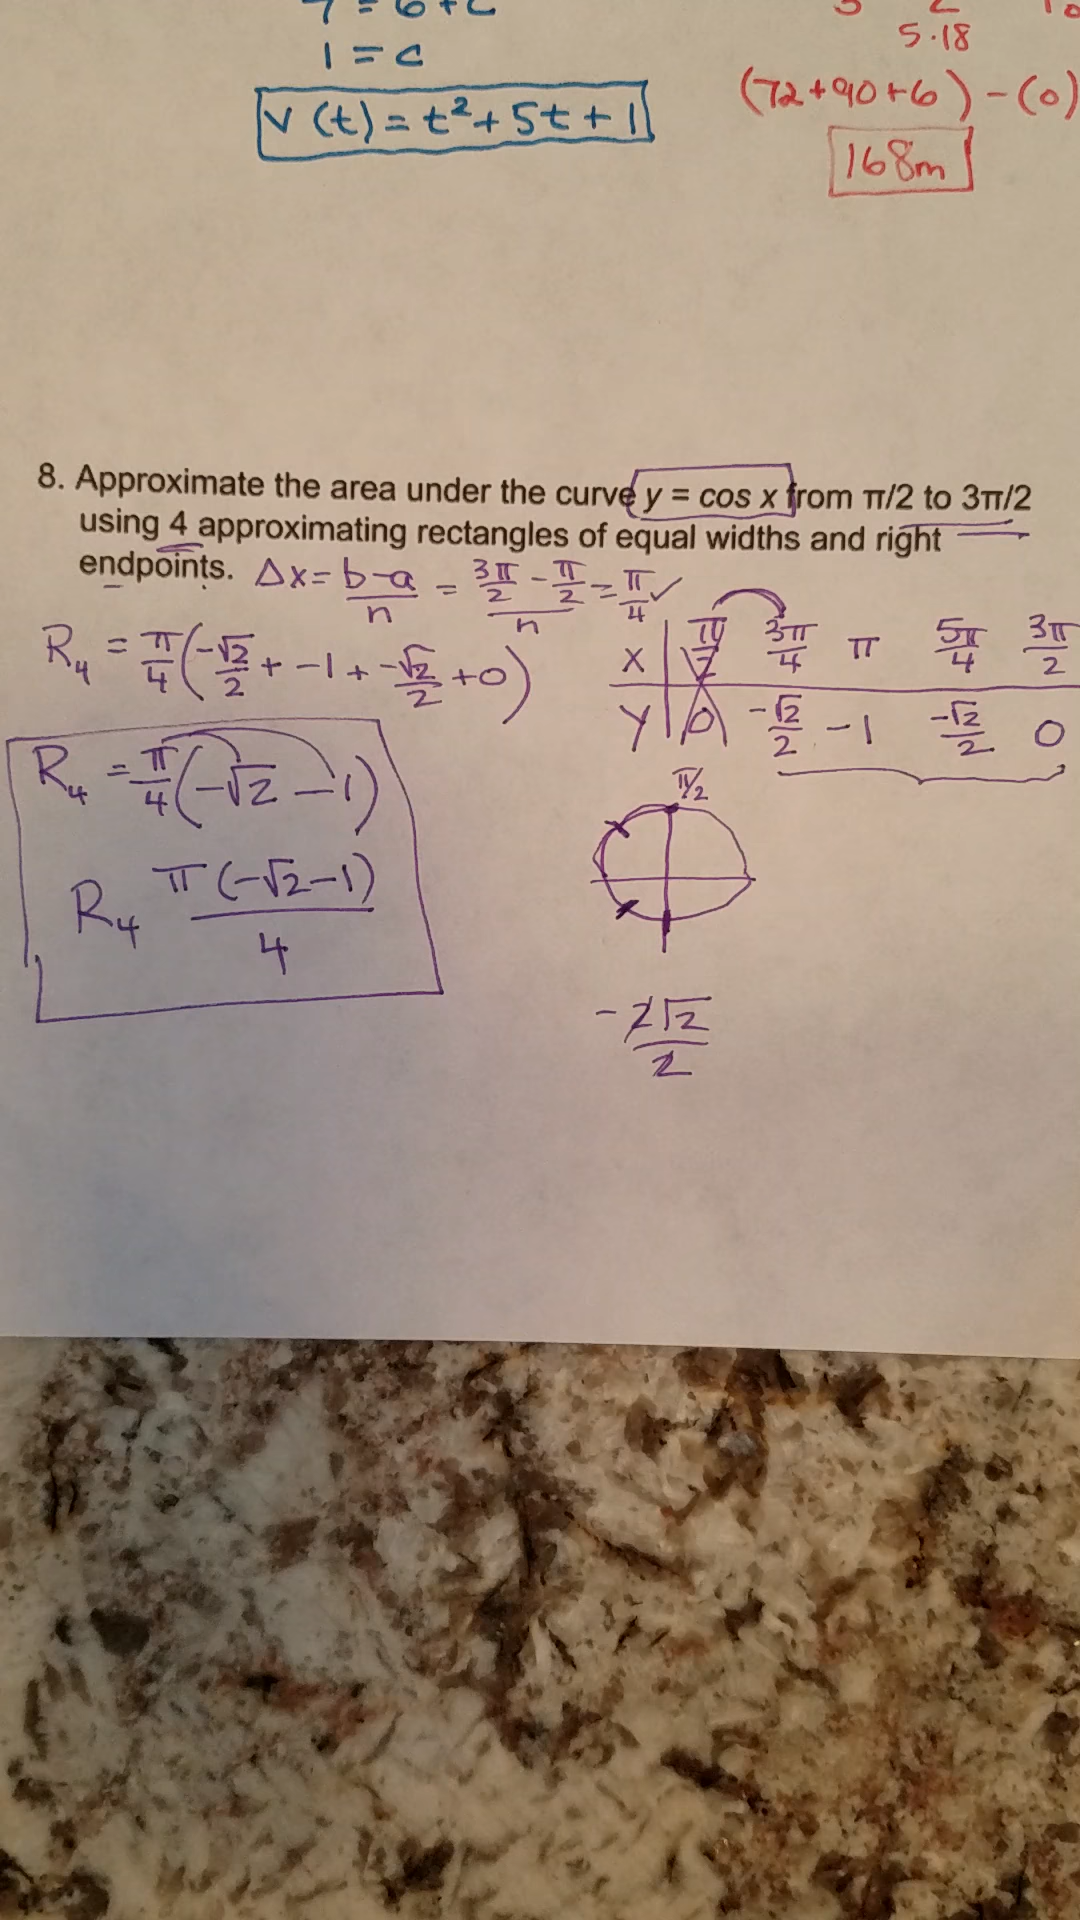 1 = C
V(t) = t² + 5t + 1
5·18
(72+90+6) - (0)
168m
8. Approximate the area under the curve y = cos x from π/2 to 3π/2
using 4 approximating rectangles of equal widths and right
endpoints. Δx = b-a/n = 3π/2 - π/2/n = π/4 ✓
R₄ = π/4(-√2/2 + -1 + -√2/2 + 0)
X | π/2 3π/4 π 5π/4 3π/2
Y | 0 -√2/2 -1 -√2/2 0
R₄ = π/4(-√2 - 1)
π/2
R₄ π(-√2-1)/4
-2√2/2